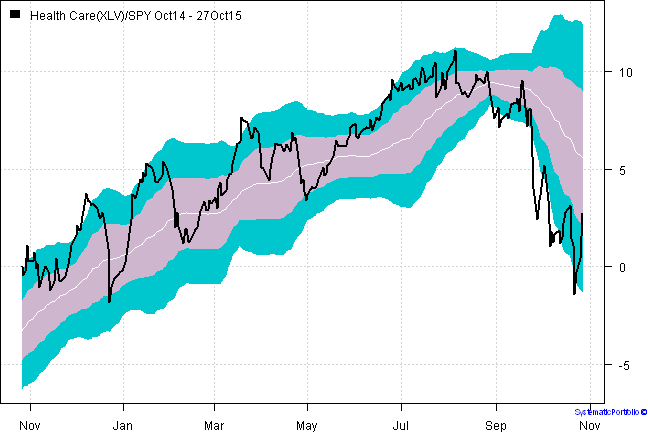 Health Care(XLV)/SPY Oct14 - 27Oct15
10
5
0
-5
SystematicPortfolio ©
Nov Jan Mar May Jul Sep Nov